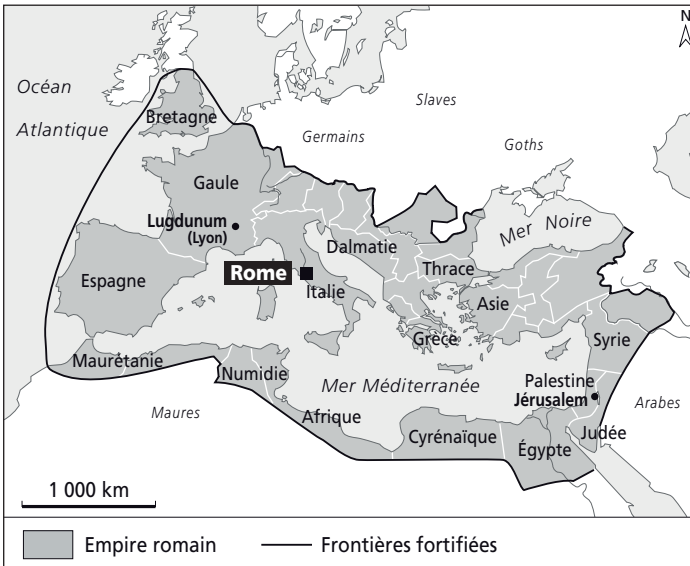 N
Océan
Atlantique
Slaves
Bretagne
Germains
Goths
Gaule
Lugdunum
(Lyon)
Mer Noire
Dalmatie
Thrace
Rome
Espagne
Italie
Asie
Grèce
Syrie
Maurétanie
Numidie
Mer Méditerranée
Palestine
Jérusalem
Arabes
Maures
Afrique
Cyrénaïque
Égypte
Judée
1 000 km
Empire romain
Frontières fortifiées